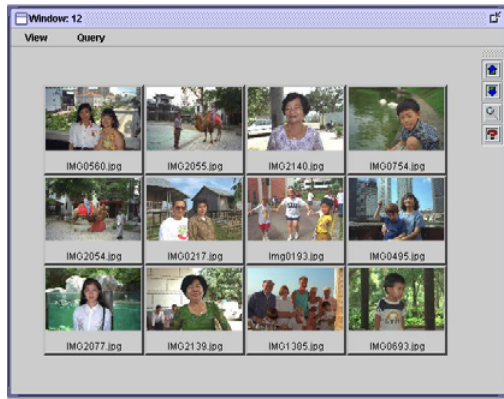 Window: 12
View Query
IMG0560.jpg IMG2055.jpg IMG2140.jpg IMG0754.jpg
IMG2054.jpg IMG0217.jpg Img0193.jpg IMG0495.jpg
IMG2077.jpg IMG2139.jpg IMG1385.jpg IMG0693.jpg